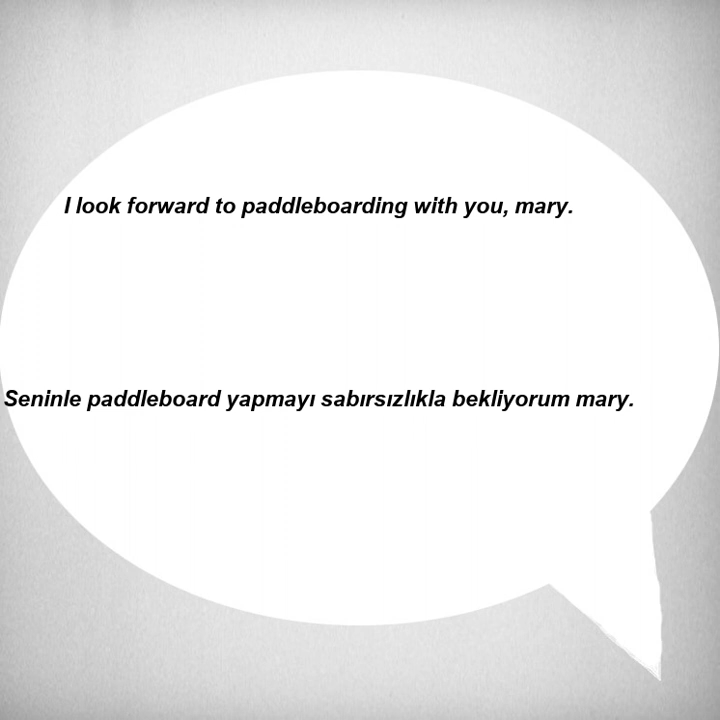 I look forward to paddleboarding with you, mary.
Seninle paddleboard yapmayı sabırsızlıkla bekliyorum mary.